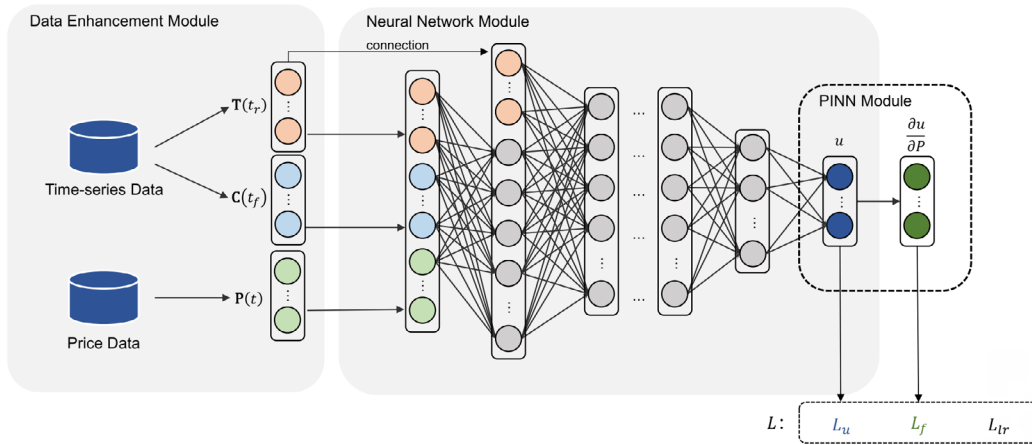 Data Enhancement Module
Neural Network Module
connection
T(t_r)
PINN Module
∂u/∂P
u
Time-series Data
C(t_f)
...
...
P(t)
Price Data
L:
L_u
L_f
L_lr